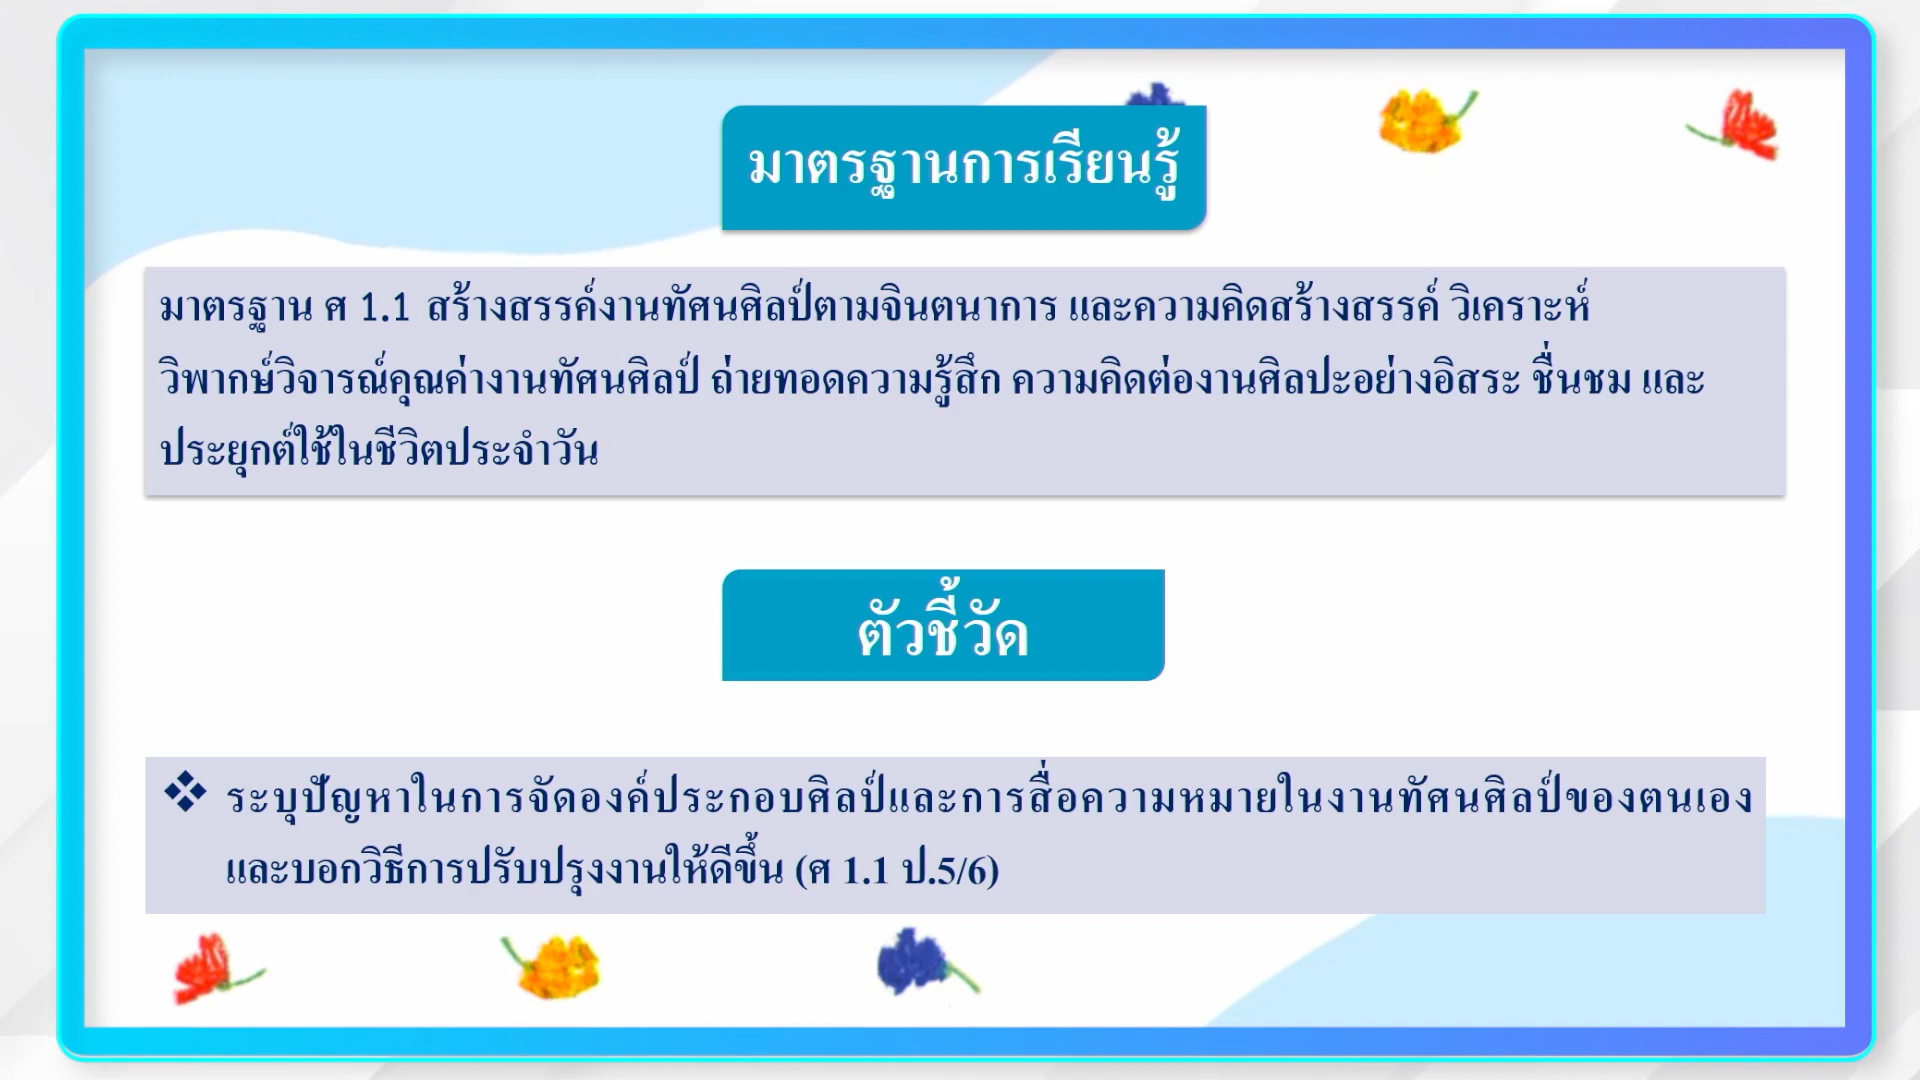 มาตรฐานการเรียนรู้
มาตรฐาน ศ 1.1 สร้างสรรค์งานทัศนศิลป์ตามจินตนาการ และความคิดสร้างสรรค์ วิเคราะห์
วิพากษ์วิจารณ์คุณค่างานทัศนศิลป์ ถ่ายทอดความรู้สึก ความคิดต่องานศิลปะอย่างอิสระ ชื่นชม และ
ประยุกต์ใช้ในชีวิตประจำวัน
ตัวชี้วัด
❖ ระบุปัญหาในการจัดองค์ประกอบศิลป์และการสื่อความหมายในงานทัศนศิลป์ของตนเอง
และบอกวิธีการปรับปรุงงานให้ดีขึ้น (ศ 1.1 ป.5/6)